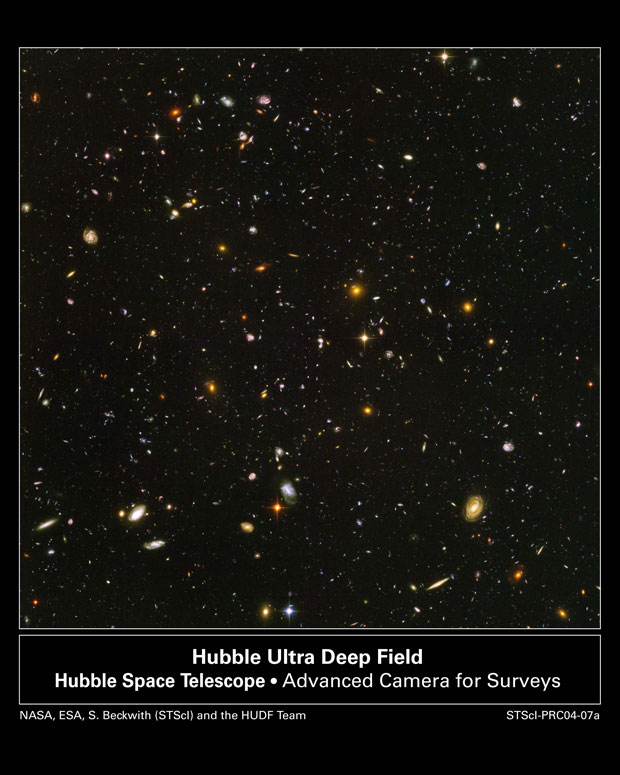 Hubble Ultra Deep Field
Hubble Space Telescope • Advanced Camera for Surveys
NASA, ESA, S. Beckwith (STScI) and the HUDF Team
STScI-PRC04-07a